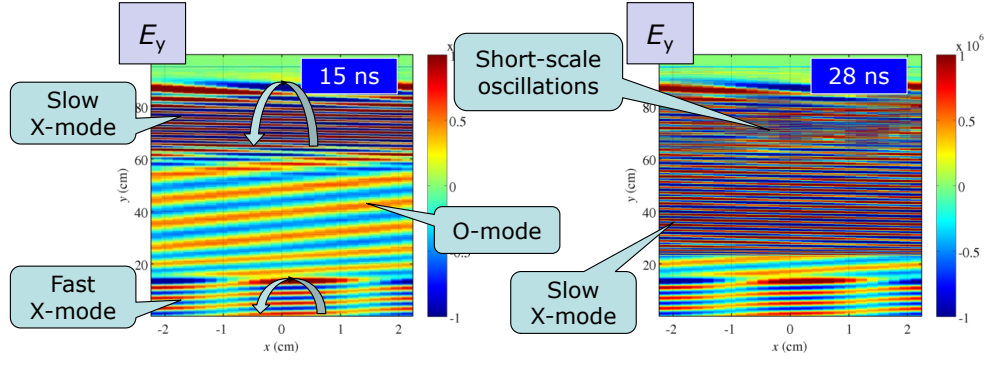 E_y
15 ns
Slow
X-mode
O-mode
Fast
X-mode
80
60
40
20
y (cm)
-2
-1
0
1
2
x (cm)
0.5
0
-1
E_y
28 ns
Short-scale
oscillations
Slow
X-mode
80
60
40
20
y (cm)
-2
-1
0
1
2
x (cm)
x 10^6
1
0.5
0
-0.5
-1